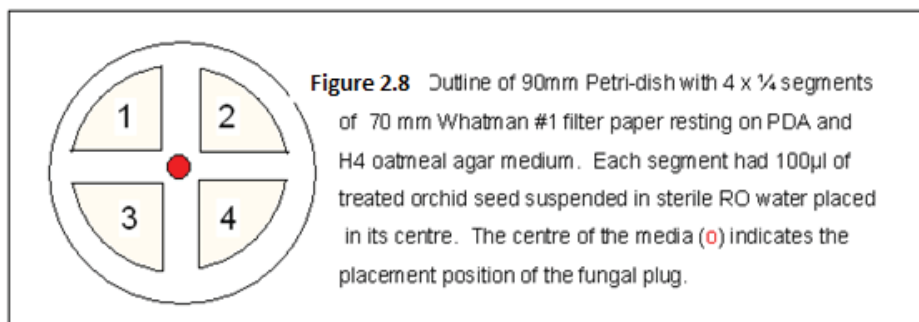 1
2
3
4
Figure 2.8 Outline of 90mm Petri-dish with 4 x ¼ segments
of 70 mm Whatman #1 filter paper resting on PDA and
H4 oatmeal agar medium. Each segment had 100µl of
treated orchid seed suspended in sterile RO water placed
in its centre. The centre of the media (o) indicates the
placement position of the fungal plug.